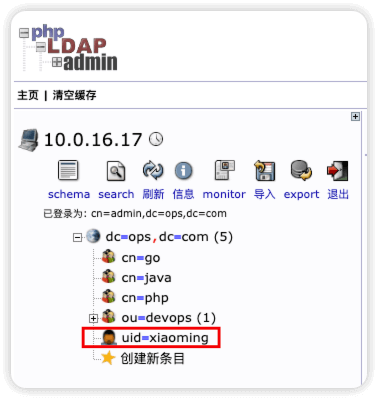 php
LDAP
admin
主页 | 清空缓存
10.0.16.17
schema search 刷新 信息 monitor 导入 export 退出
已登录为: cn=admin,dc=ops,dc=com
dc=ops,dc=com (5)
cn=go
cn=java
cn=php
ou=devops (1)
uid=xiaoming
创建新条目